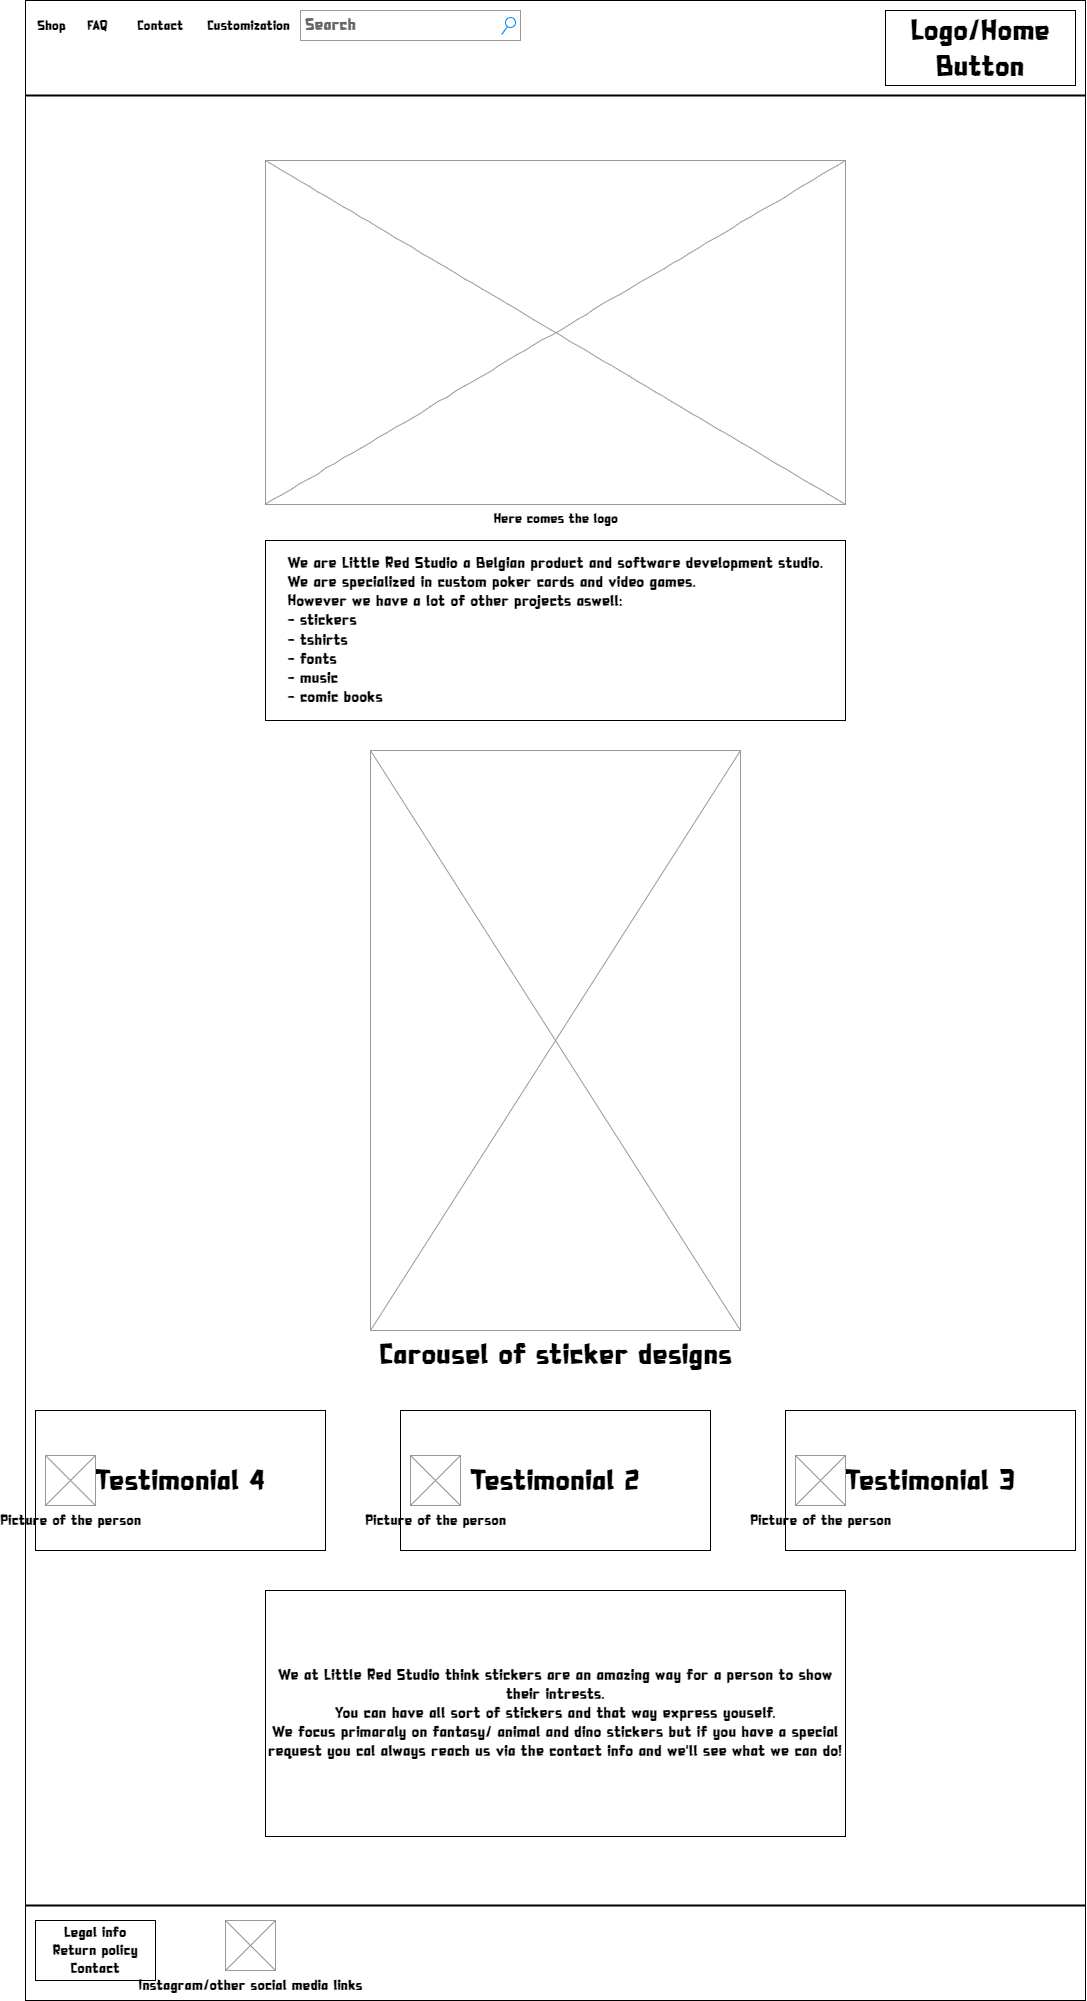 Shop FAQ Contact Customization Search
Logo/Home
Button
Here comes the logo
We are Little Red Studio a Belgian product and software development studio.
We are specialized in custom poker cards and video games.
However we have a lot of other projects aswell:
- stickers
- tshirts
- fonts
- music
- comic books
Carousel of sticker designs
Testimonial 4
Picture of the person
Testimonial 2
Picture of the person
Testimonial 3
Picture of the person
We at Little Red Studio think stickers are an amazing way for a person to show
their intrests.
You can have all sort of stickers and that way express youself.
We focus primaraly on fantasy/ animal and dino stickers but if you have a special
request you cal always reach us via the contact info and we'll see what we can do!
Legal info
Return policy
Contact
Instagram/other social media links